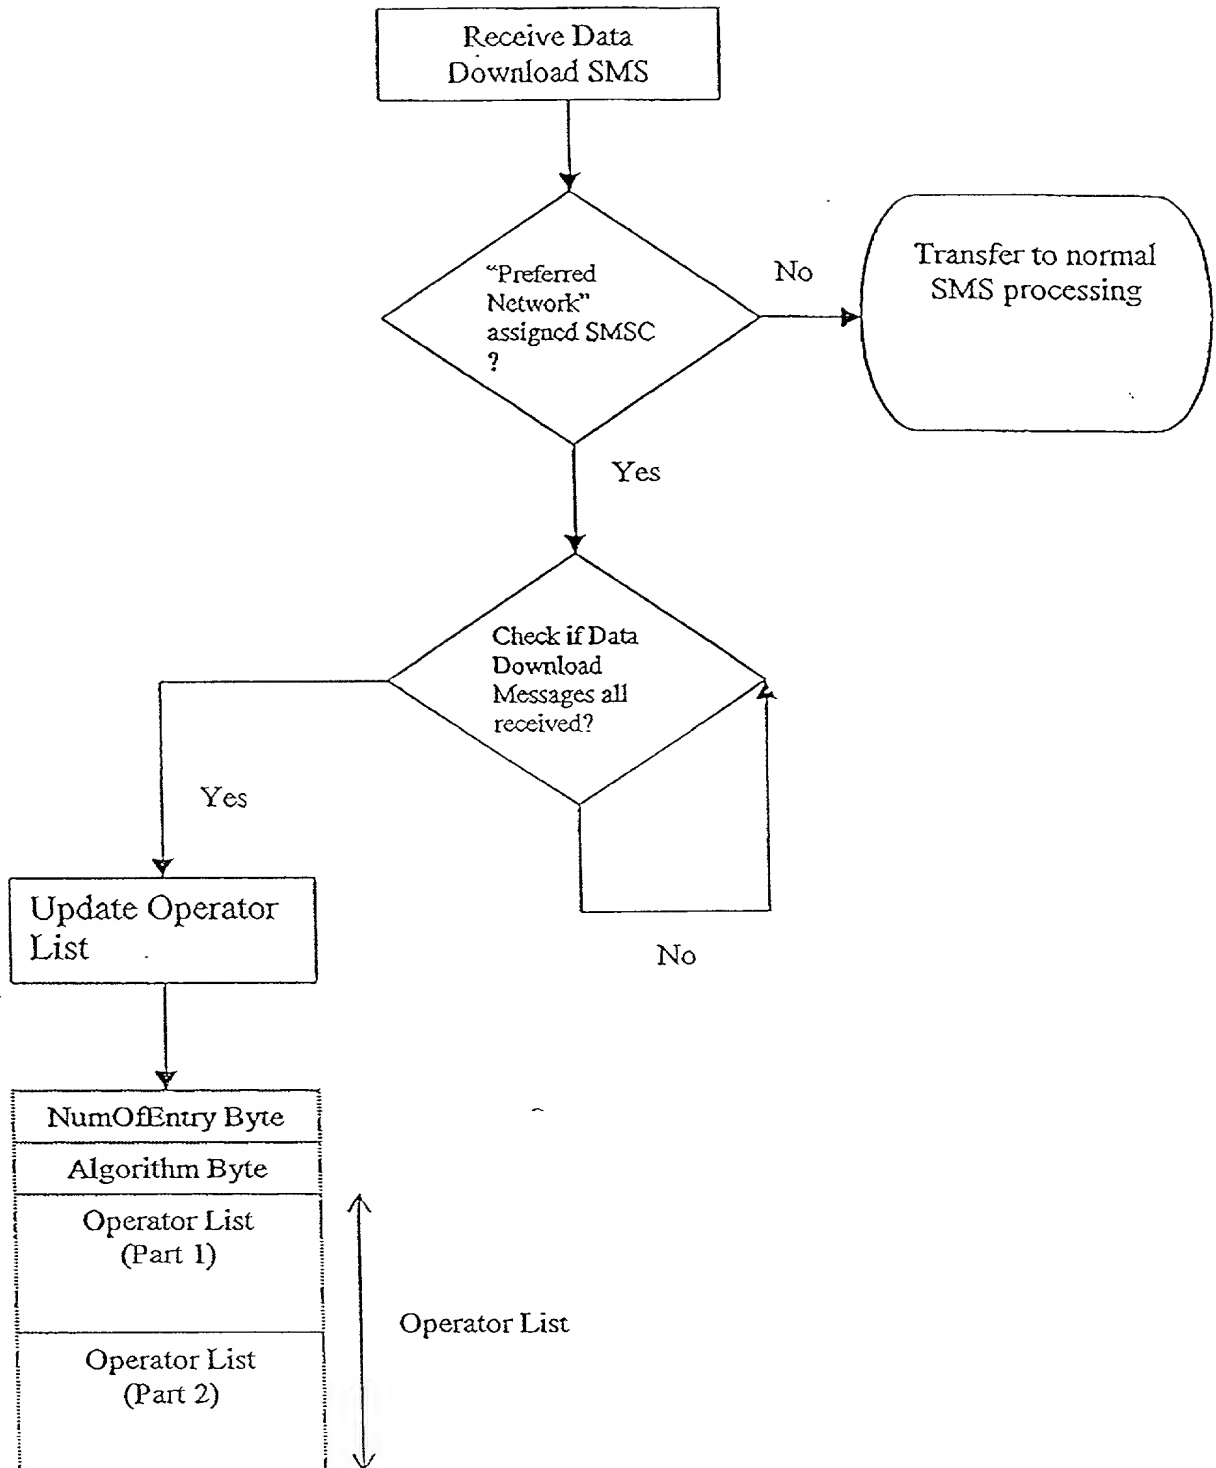 Receive Data
Download SMS
"Preferred
Network"
assigned SMSC
?
No
Transfer to normal
SMS processing
Yes
Check if Data
Download
Messages all
received?
Yes
No
Update Operator
List
NumOfEntry Byte
Algorithm Byte
Operator List
(Part 1)
Operator List
Operator List
(Part 2)